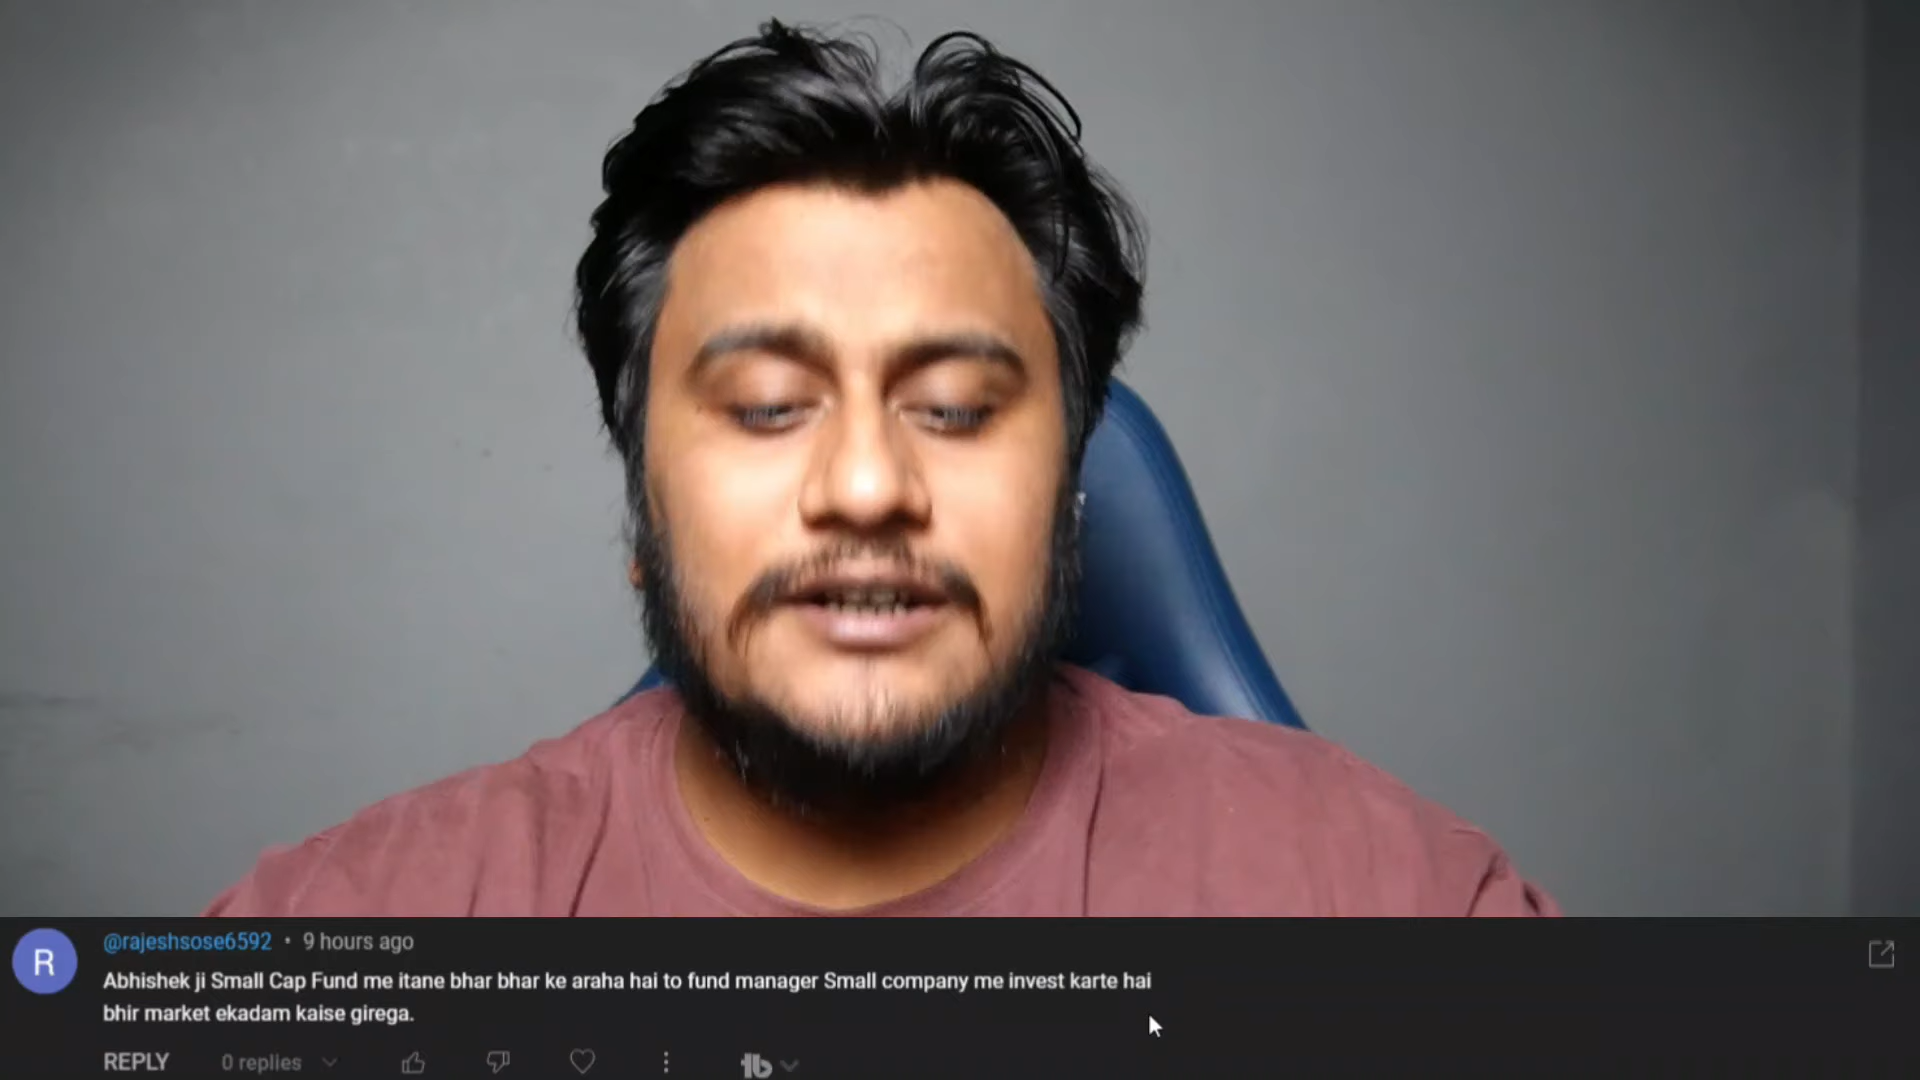 R
@rajeshsose6592 • 9 hours ago
Abhishek ji Small Cap Fund me itane bhar bhar ke araha hai to fund manager Small company me invest karte hai
bhir market ekadam kaise girega.
REPLY 0 replies
tb